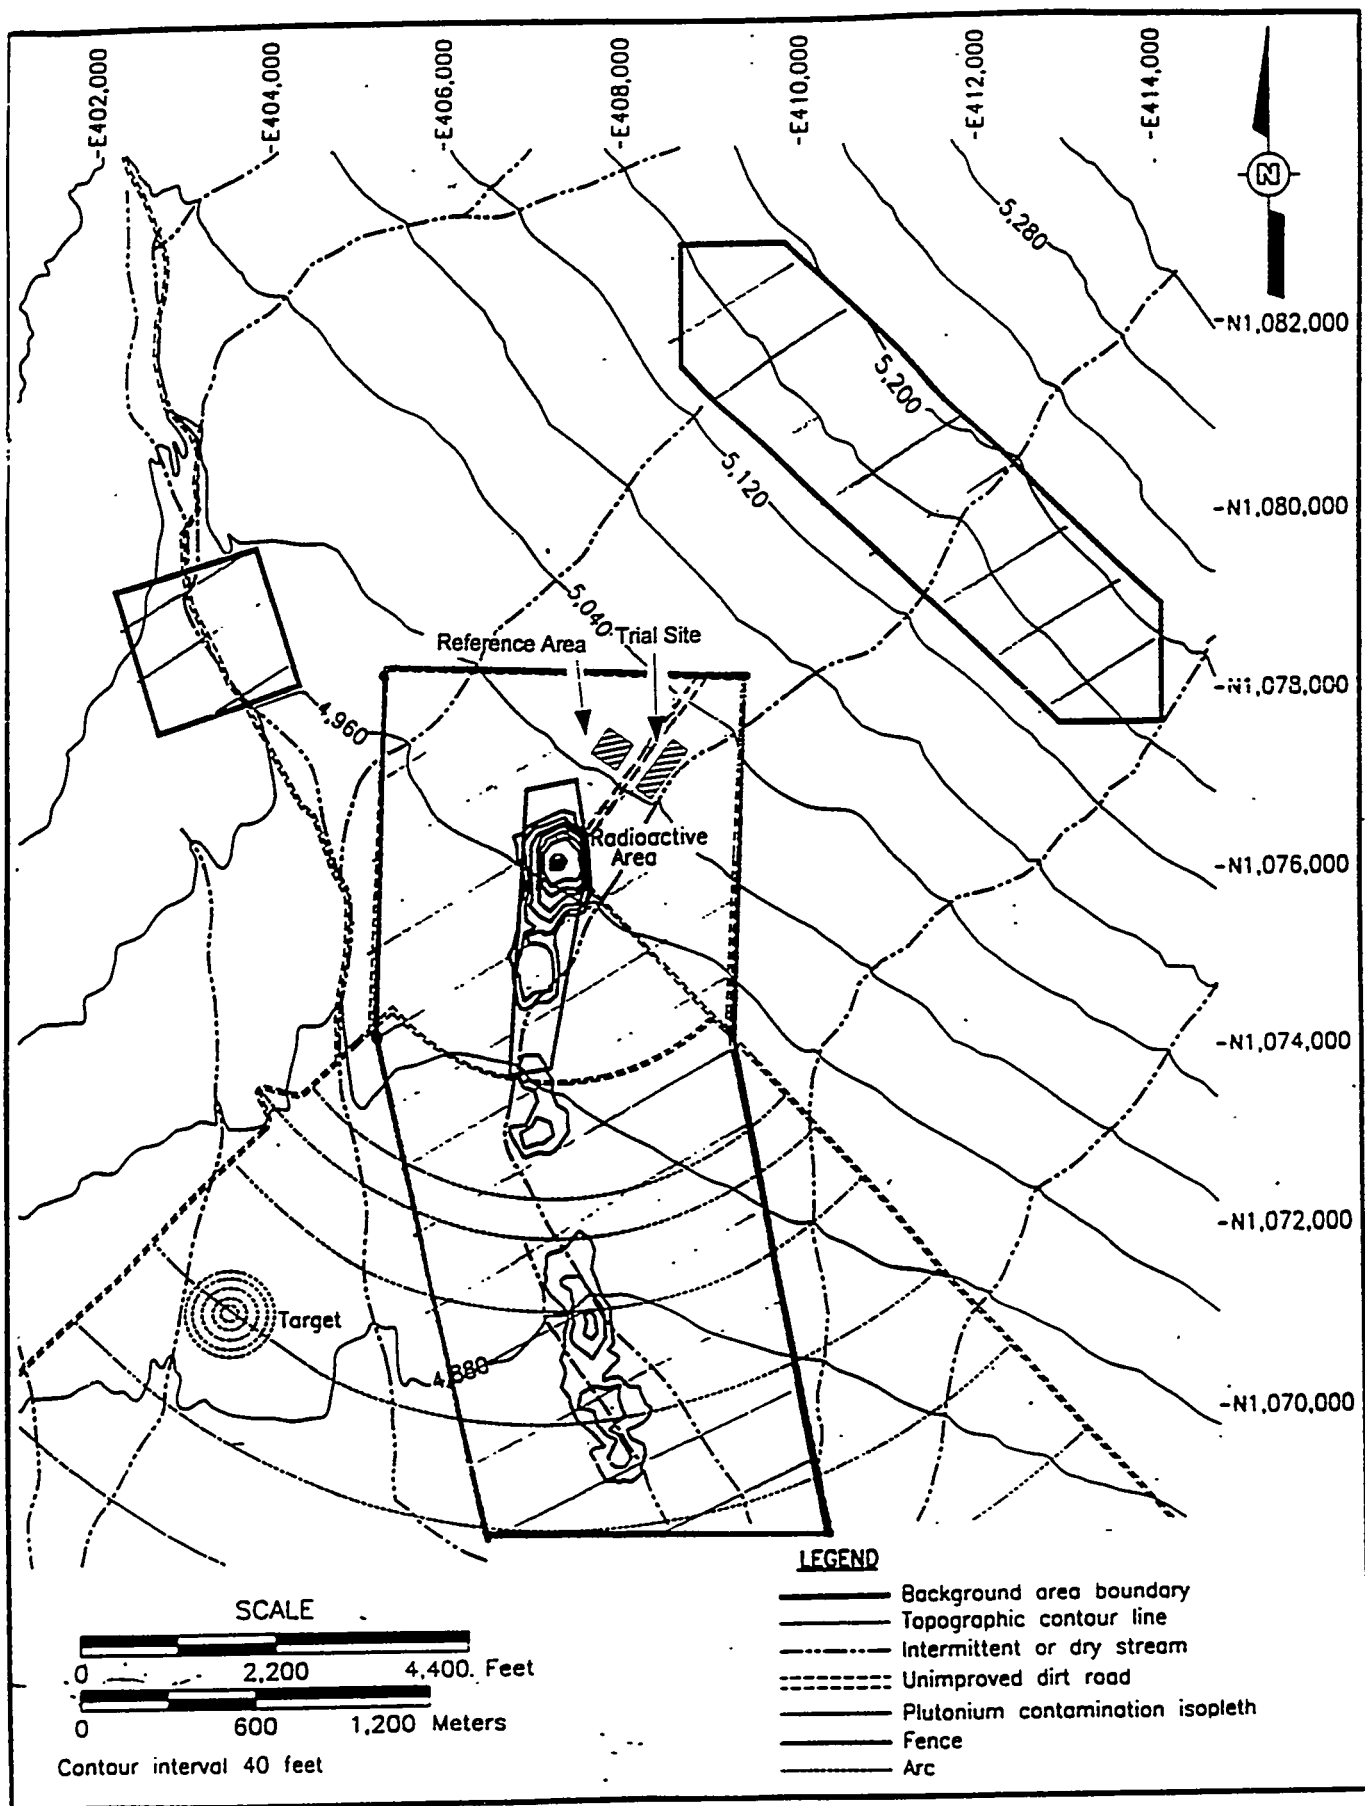 -E402,000
-E404,000
-E406,000
-E408,000
-E410,000
-E412,000
-E414,000
N
5,280
-N1,082,000
5,200
5,120
-N1,080,000
5,040
Reference Area
Trial Site
-N1,078,000
4,960
Radioactive
Area
-N1,076,000
-N1,074,000
-N1,072,000
Target
4,880
-N1,070,000
LEGEND
Background area boundary
Topographic contour line
Intermittent or dry stream
Unimproved dirt road
Plutonium contamination isopleth
Fence
Arc
SCALE
0 2,200 4,400. Feet
0 600 1,200 Meters
Contour interval 40 feet